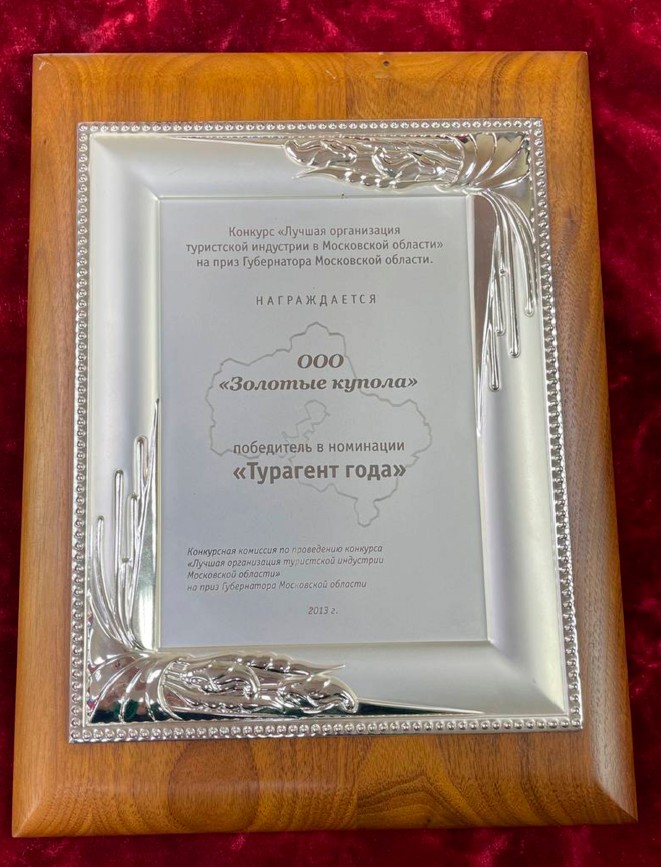 Конкурс «Лучшая организация
туристской индустрии в Московской области»
на приз Губернатора Московской области.
НАГРАЖДАЕТСЯ
ООО
«Золотые купола»
победитель в номинации
«Турагент года»
Конкурсная комиссия по проведению конкурса
«Лучшая организация туристской индустрии
Московской области»
на приз Губернатора Московской области
2013 г.